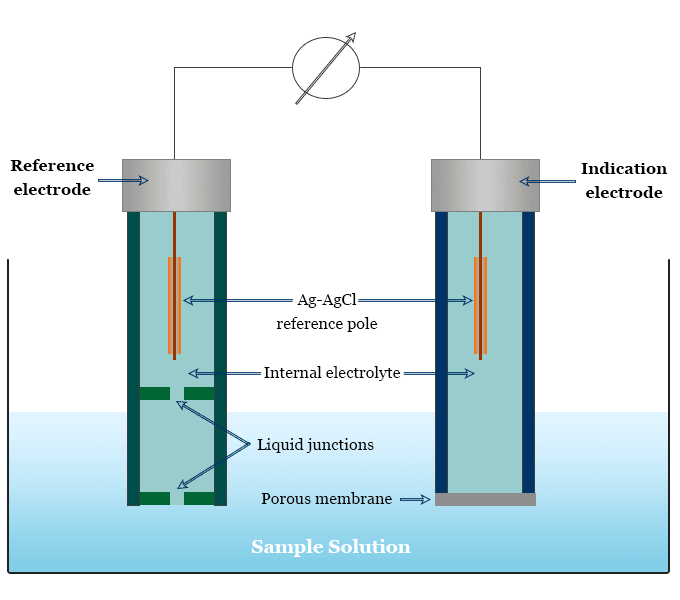 Reference
electrode
Indication
electrode
Ag-AgCl
reference pole
Internal electrolyte
Liquid junctions
Porous membrane
Sample Solution